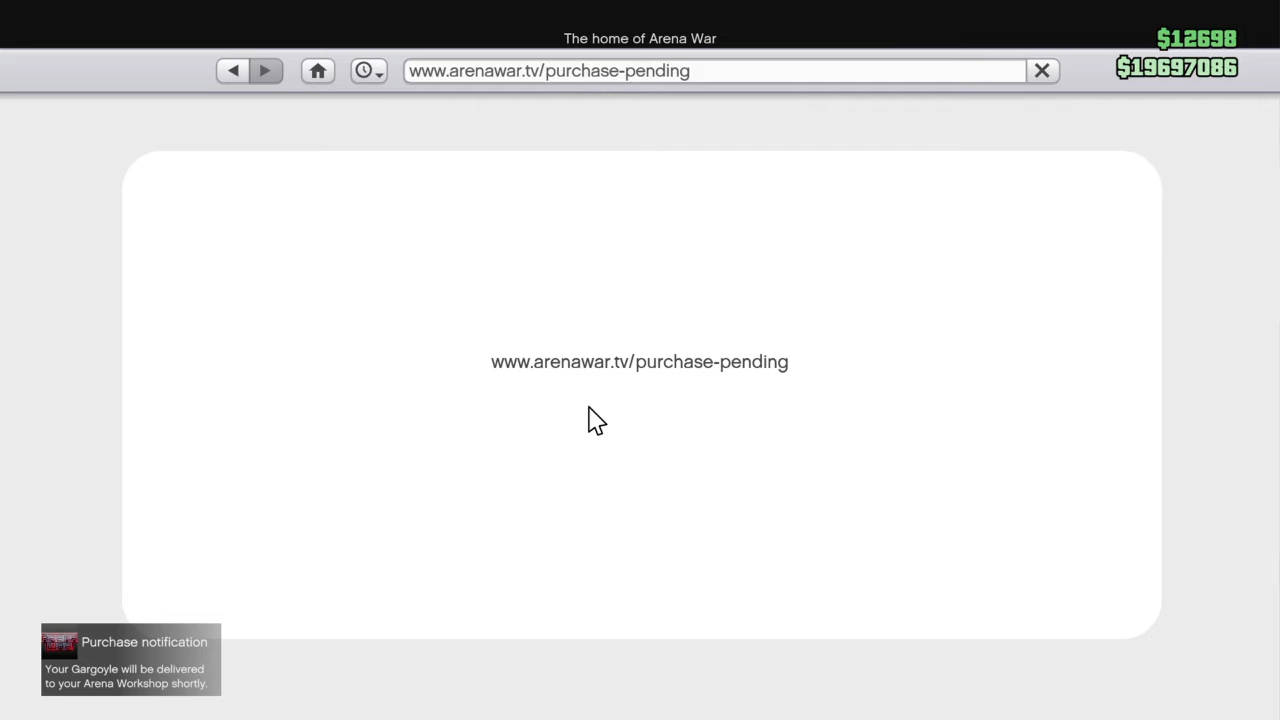 The home of Arena War
$12698
www.arenawar.tv/purchase-pending
$19697086
www.arenawar.tv/purchase-pending
Purchase notification
Your Gargoyle will be delivered
to your Arena Workshop shortly.